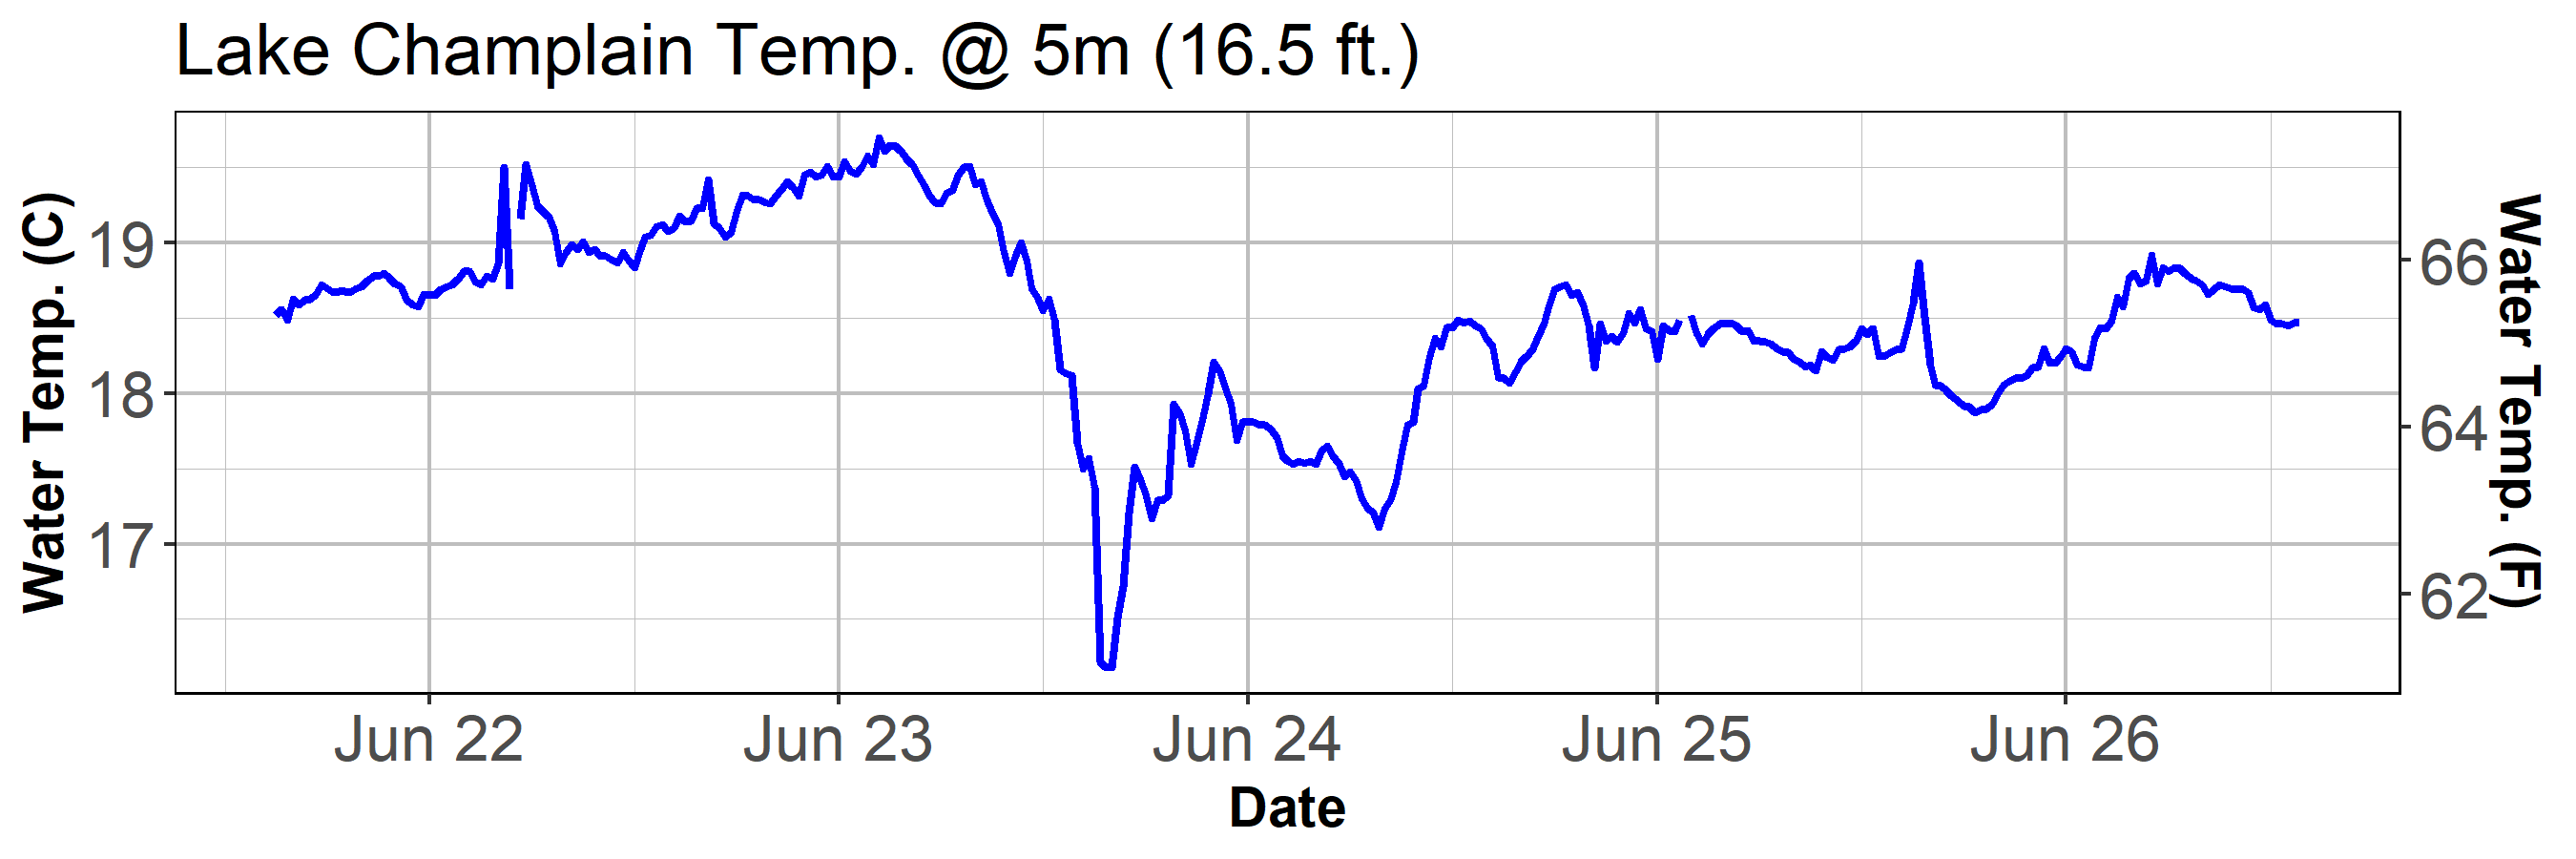 Lake Champlain Temp. @ 5m (16.5 ft.)
Water Temp. (C)
19
18
17
66
64
62
Water Temp. (F)
Jun 22 Jun 23 Jun 24 Jun 25 Jun 26
Date